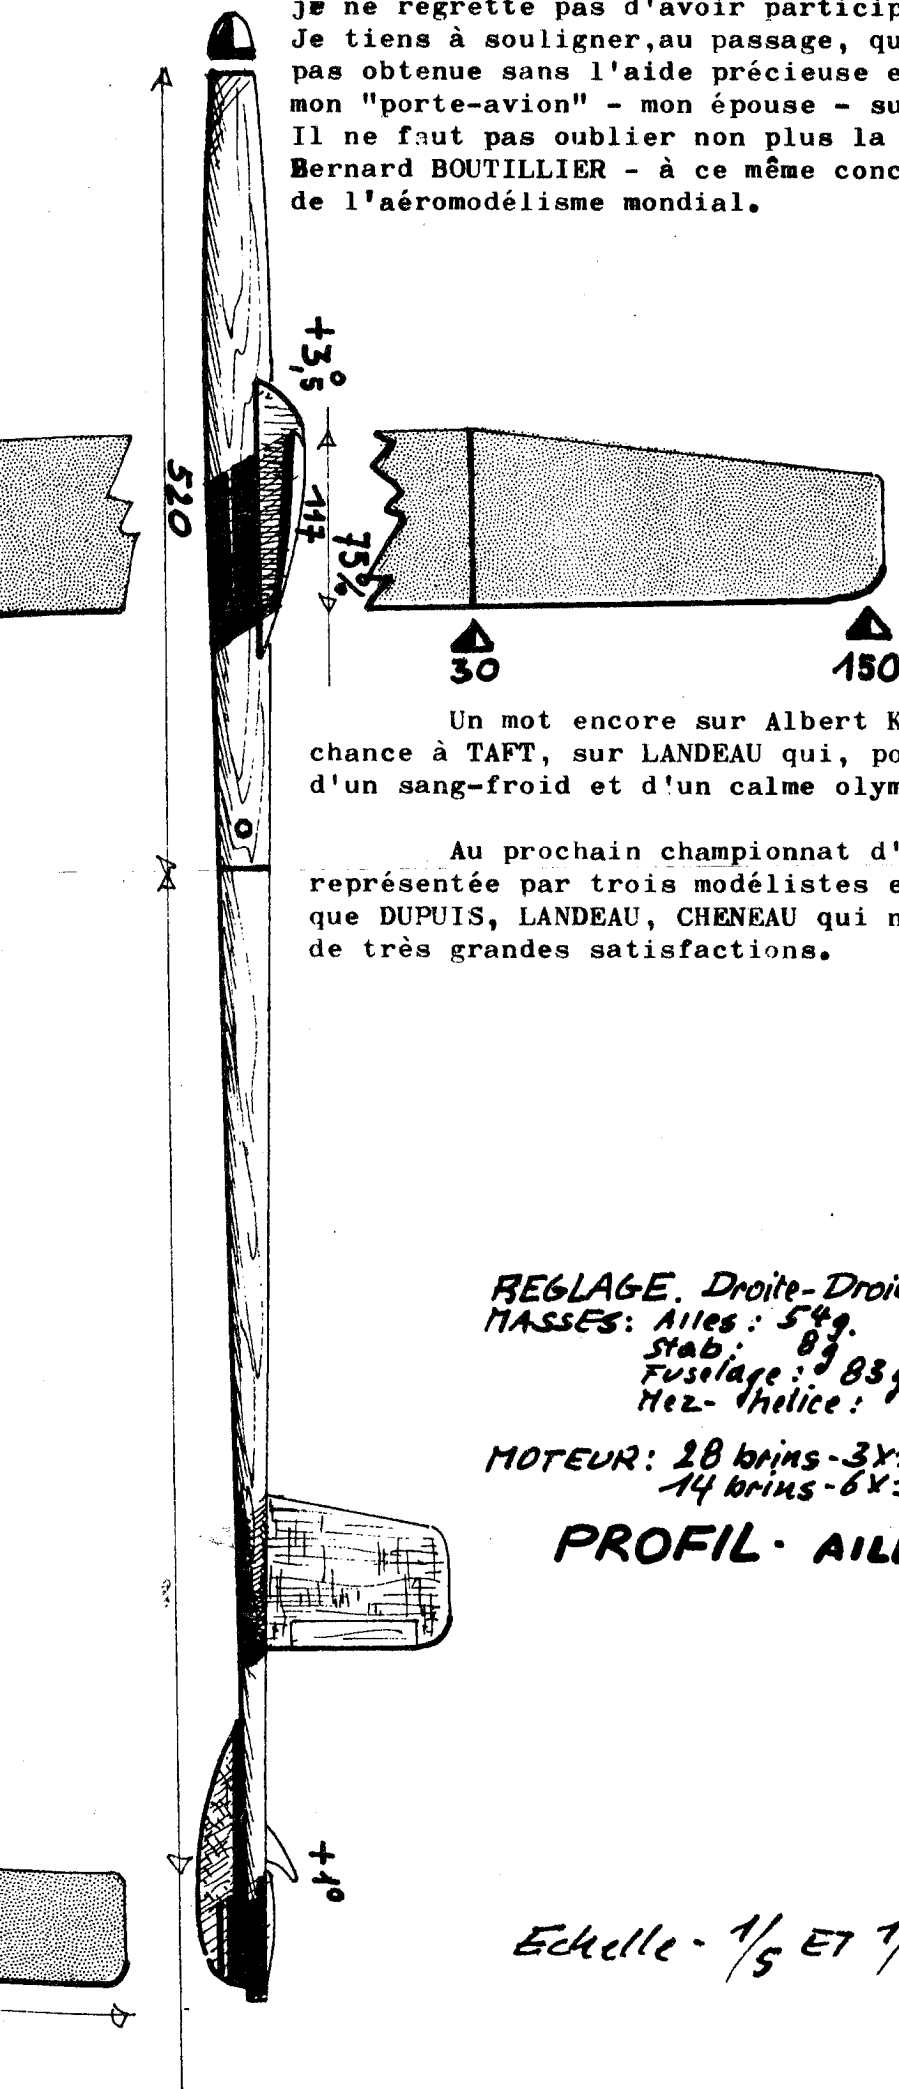 je ne regrette pas d'avoir particip
Je tiens à souligner,au passage, qu
pas obtenue sans l'aide précieuse e
mon "porte-avion" - mon épouse - su
Il ne faut pas oublier non plus la
Bernard BOUTILLIER - à ce même conc
de l'aéromodélisme mondial.
+3,5°
520
117
75%
30
150
Un mot encore sur Albert K
chance à TAFT, sur LANDEAU qui, po
d'un sang-froid et d'un calme olym
Au prochain championnat d'
représentée par trois modélistes e
que DUPUIS, LANDEAU, CHENEAU qui n
de très grandes satisfactions.
REGLAGE. Droite-Droi
MASSES: Ailes: 54g.
Stab: 8g
Fuselage: 83g
Nez- hélice:
MOTEUR: 28 brins-3X
14 brins-6X
PROFIL. AILE
+1°
Echelle - 1/5 ET 1/